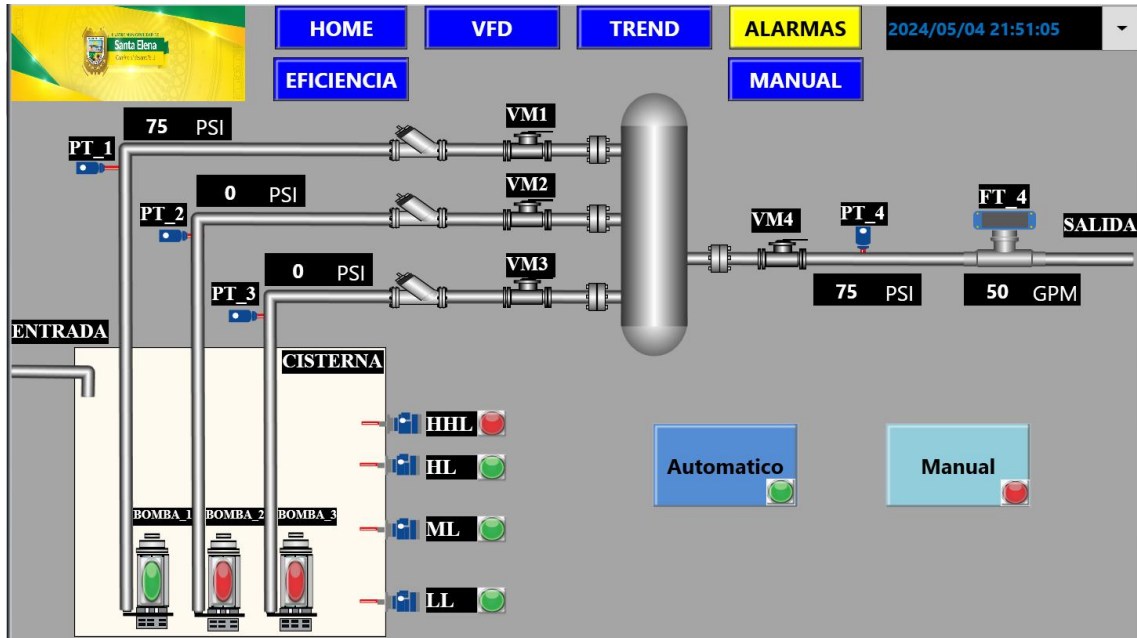 HOME
VFD
TREND
ALARMAS
2024/05/04 21:51:05
EFICIENCIA
MANUAL
Santa Elena
75 PSI
PT_1
VM1
0 PSI
PT_2
VM2
0 PSI
PT_3
VM3
VM4
PT_4
FT_4
SALIDA
75 PSI
50 GPM
ENTRADA
CISTERNA
HHL
HL
ML
LL
BOMBA_1
BOMBA_2
BOMBA_3
Automatico
Manual